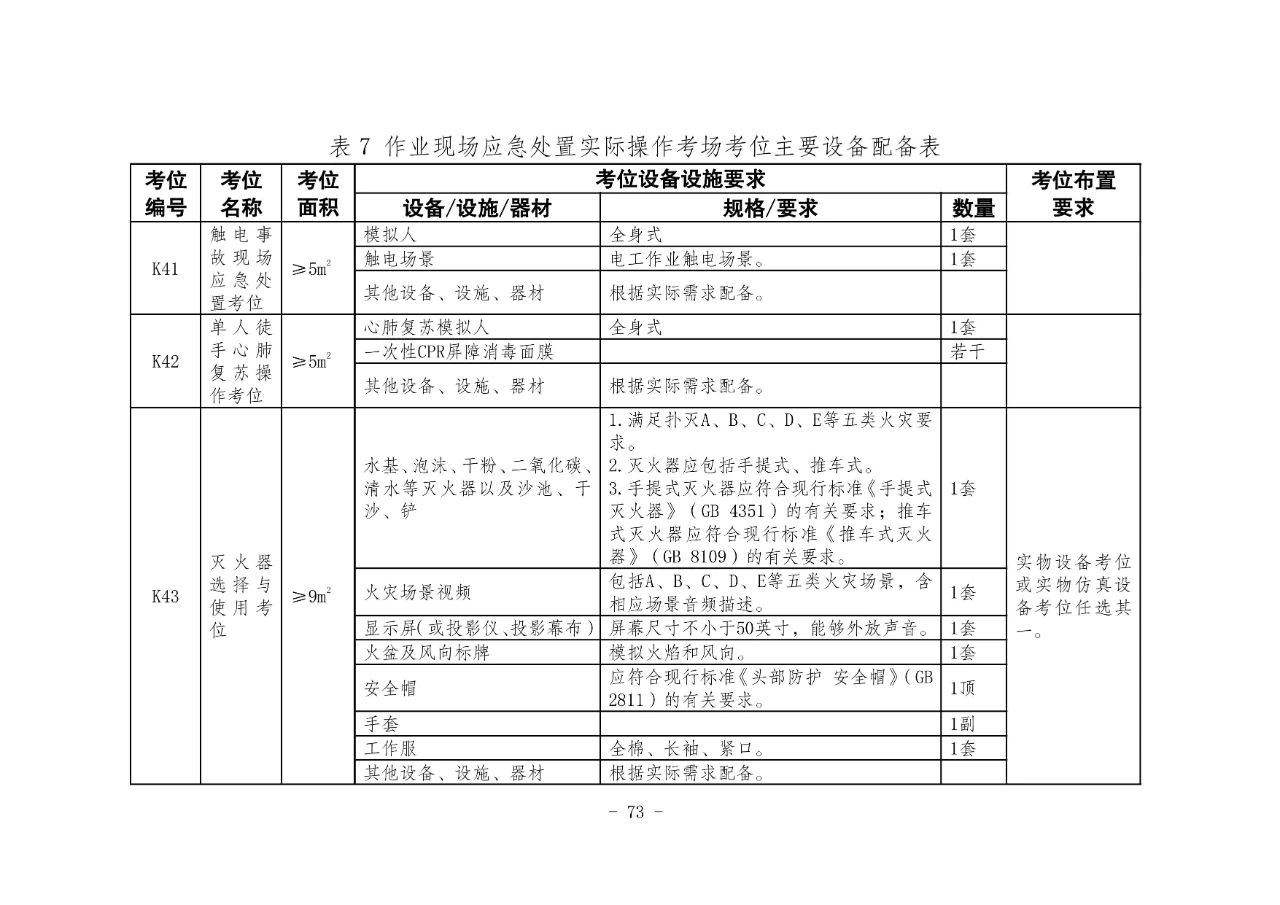 表 7 作业现场应急处置实际操作考场考位主要设备配备表
考位
编号
考位
名称
考位
面积
考位设备设施要求
考位布置
要求
设备/设施/器材
规格/要求
数量
K41
触电事
故现场
应急处
置考位
≥5m²
模拟人
全身式
1套
触电场景
电工作业触电场景。
1套
其他设备、设施、器材
根据实际需求配备。
K42
单人徒
手心肺
复苏操
作考位
≥5m²
心肺复苏模拟人
全身式
1套
一次性CPR屏障消毒面膜
若干
其他设备、设施、器材
根据实际需求配备。
K43
灭火器
选择与
使用考
位
≥9m²
水基、泡沫、干粉、二氧化碳、
清水等灭火器以及沙池、干
沙、铲
1.满足扑灭A、B、C、D、E等五类火灾要
求。
2.灭火器应包括手提式、推车式。
3.手提式灭火器应符合现行标准《手提式
灭火器》（GB 4351）的有关要求；推车
式灭火器应符合现行标准《推车式灭火
器》（GB 8109）的有关要求。
1套
火灾场景视频
包括A、B、C、D、E等五类火灾场景，含
相应场景音频描述。
1套
显示屏(或投影仪、投影幕布)
屏幕尺寸不小于50英寸，能够外放声音。
1套
火盆及风向标牌
模拟火焰和风向。
1套
安全帽
应符合现行标准《头部防护 安全帽》（GB
2811）的有关要求。
1顶
手套
1副
工作服
全棉、长袖、紧口。
1套
其他设备、设施、器材
根据实际需求配备。
实物设备考位
或实物仿真设
备考位任选其
一。
- 73 -